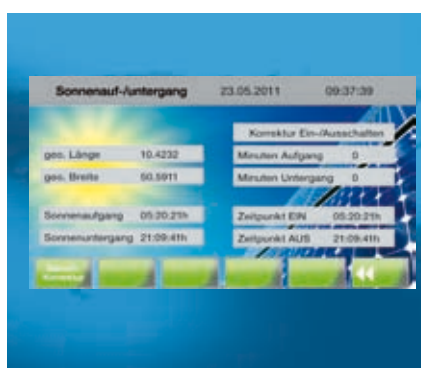 Sonnenauf-/untergang 23.05.2011 09:37:39
Korrektur Ein-/Ausschalten
geo. Länge 10.4232 Minuten Aufgang 0
geo. Breite 50.5911 Minuten Untergang 0
Sonnenaufgang 05:20:21h Zeitpunkt EIN 05:20:21h
Sonnenuntergang 21:09:41h Zeitpunkt AUS 21:09:41h
Korrektur